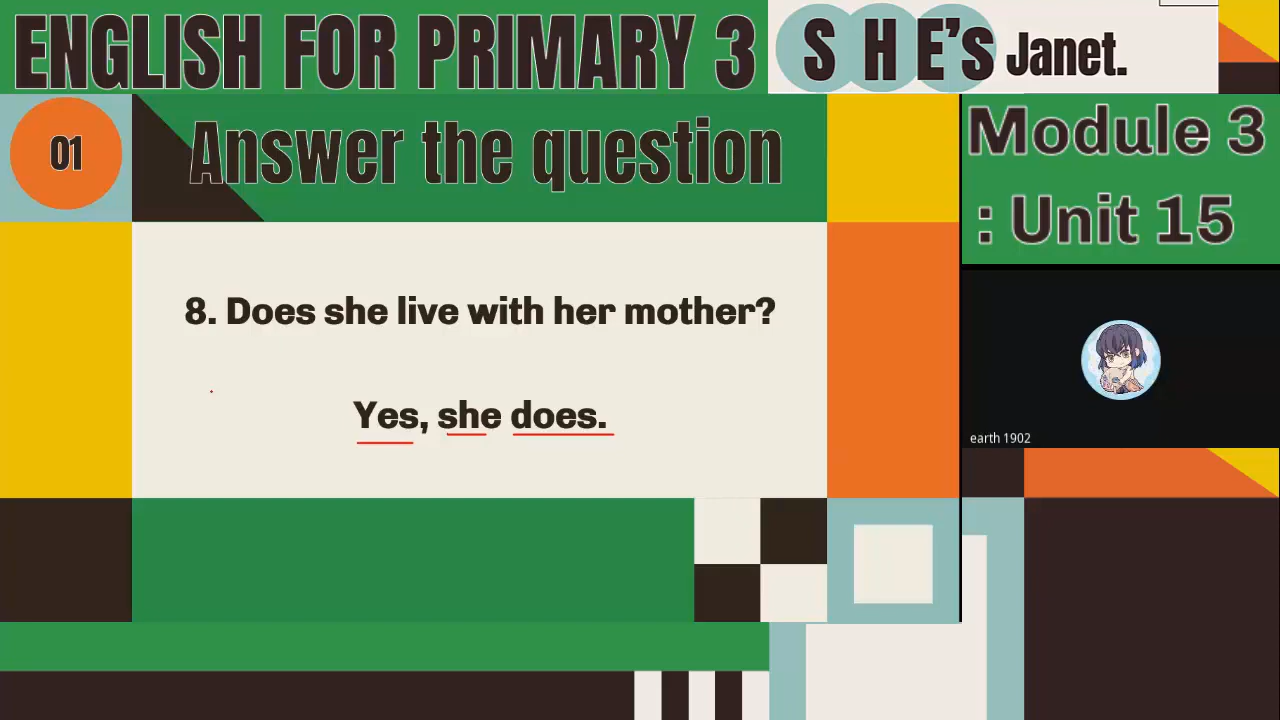 ENGLISH FOR PRIMARY 3
SHE's Janet.
01
Answer the question
Module 3
: Unit 15
8. Does she live with her mother?
Yes, she does.
earth 1902